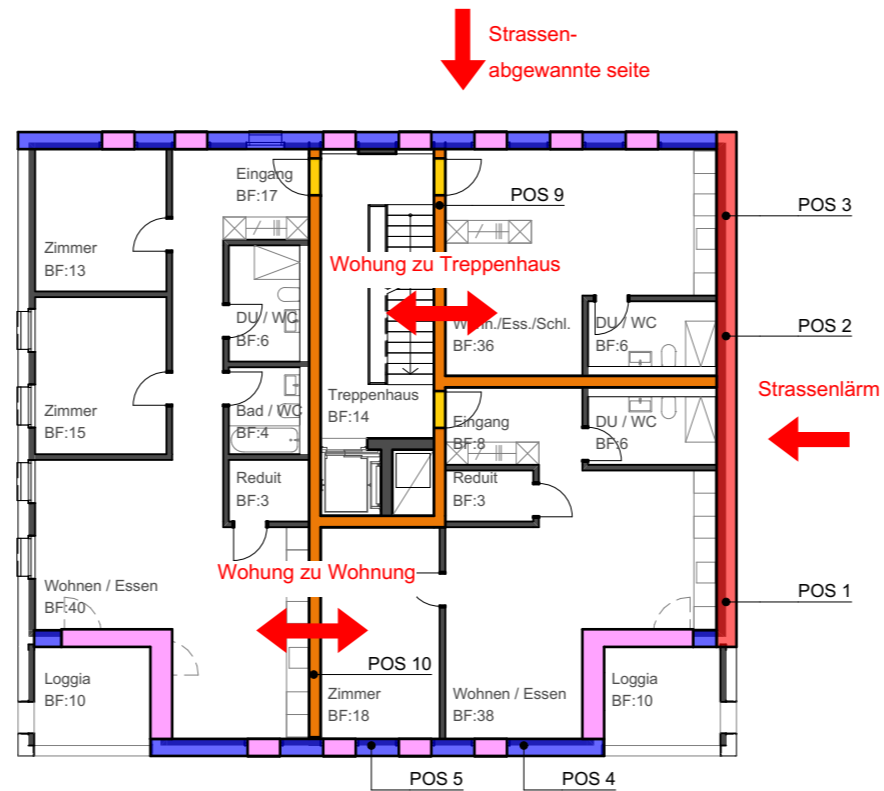 Strassen-
abgewannte seite
Eingang
BF:17
POS 9
POS 3
Zimmer
BF:13
Wohung zu Treppenhaus
DU / WC
BF:6
Wohn./Ess./Schl.
BF:36
DU / WC
BF:6
POS 2
Treppenhaus
BF:14
Strassenlärm
Zimmer
BF:15
Bad / WC
BF:4
Eingang
BF:8
DU / WC
BF:6
Reduit
BF:3
Reduit
BF:3
Wohung zu Wohnung
Wohnen / Essen
BF:40
POS 1
POS 10
Loggia
BF:10
Zimmer
BF:18
Wohnen / Essen
BF:38
Loggia
BF:10
POS 5
POS 4